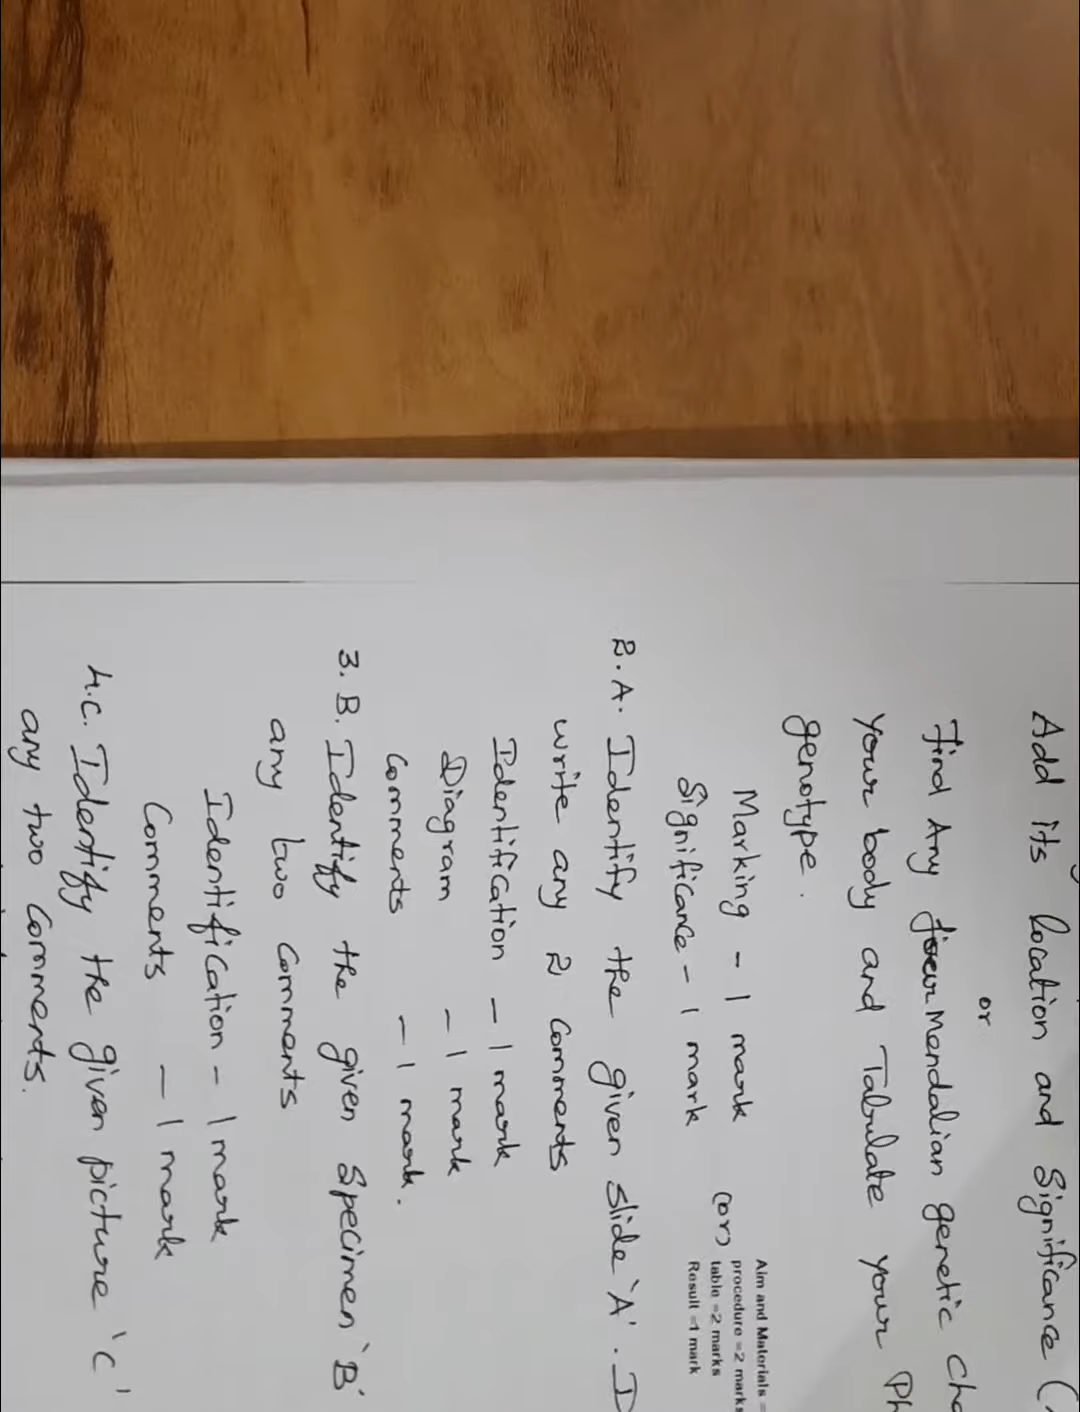 Add its location and Significance
or
Find Any four Mendalian genetic
your body and Tabulate your
genotype.
Marking - 1 mark
Significance - 1 mark
(or)
Aim and Materials =
procedure =2 marks
table =2 marks
Result =1 mark
2. A. Identify the given slide 'A'.
write any 2 comments
Identification - 1 mark
Diagram - 1 mark
Comments - 1 mark.
3. B. Identify the given Specimen 'B'
any two Comments
Identification - 1 mark
Comments - 1 mark
4. C. Identify the given picture 'C'
any two Comments.